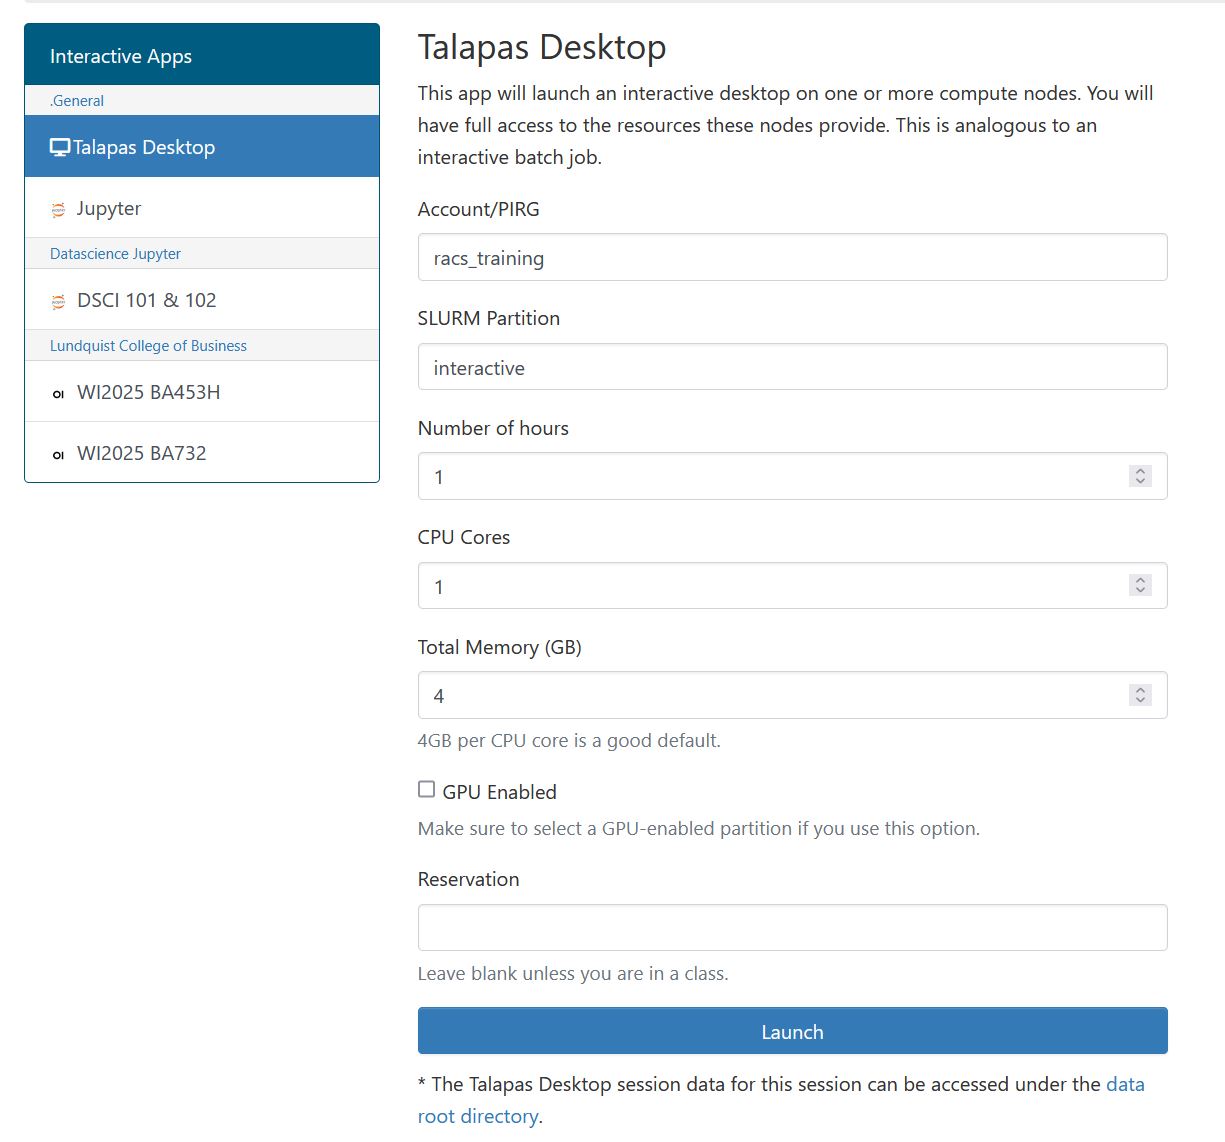 Interactive Apps
.General
Talapas Desktop
Jupyter
Datascience Jupyter
DSCI 101 & 102
Lundquist College of Business
OI WI2025 BA453H
OI WI2025 BA732
Talapas Desktop
This app will launch an interactive desktop on one or more compute nodes. You will
have full access to the resources these nodes provide. This is analogous to an
interactive batch job.
Account/PIRG
racs_training
SLURM Partition
interactive
Number of hours
1
CPU Cores
1
Total Memory (GB)
4
4GB per CPU core is a good default.
GPU Enabled
Make sure to select a GPU-enabled partition if you use this option.
Reservation
Leave blank unless you are in a class.
Launch
* The Talapas Desktop session data for this session can be accessed under the data
root directory.